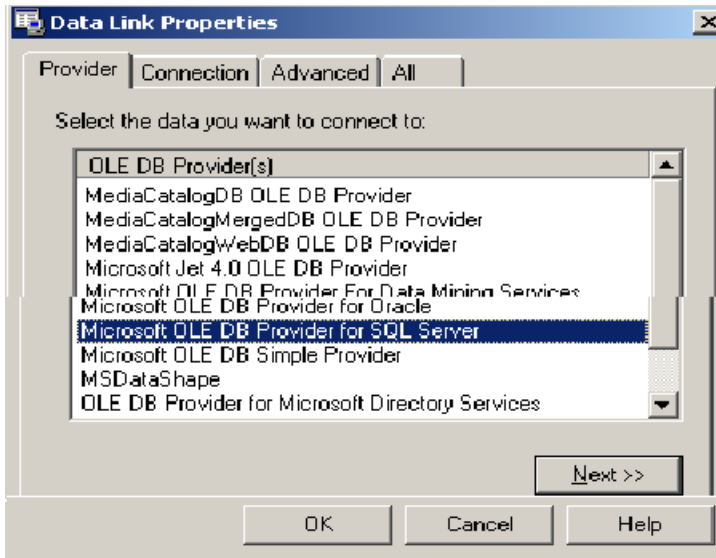 Data Link Properties
Provider Connection Advanced All
Select the data you want to connect to:
OLE DB Provider(s)
MediaCatalogDB OLE DB Provider
MediaCatalogMergedDB OLE DB Provider
MediaCatalogWebDB OLE DB Provider
Microsoft Jet 4.0 OLE DB Provider
Microsoft OLE DB Provider For Data Mining Services
Microsoft OLE DB Provider for Oracle
Microsoft OLE DB Provider for SQL Server
Microsoft OLE DB Simple Provider
MSDataShape
OLE DB Provider for Microsoft Directory Services
Next >>
OK Cancel Help